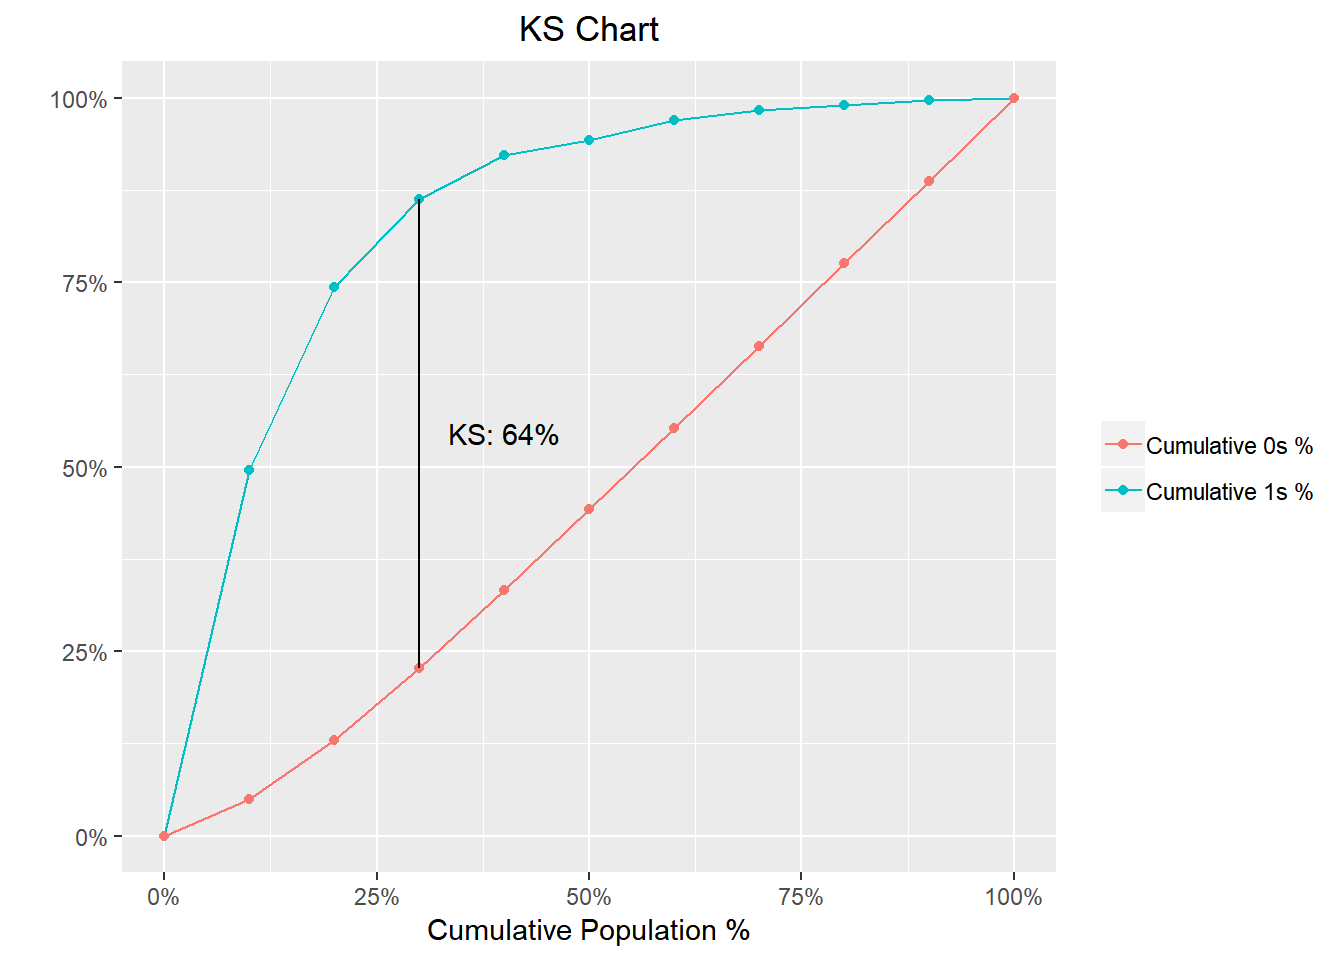 KS Chart
100%
75%
50%
25%
0%
KS: 64%
0%
25%
50%
75%
100%
Cumulative Population %
Cumulative 0s %
Cumulative 1s %